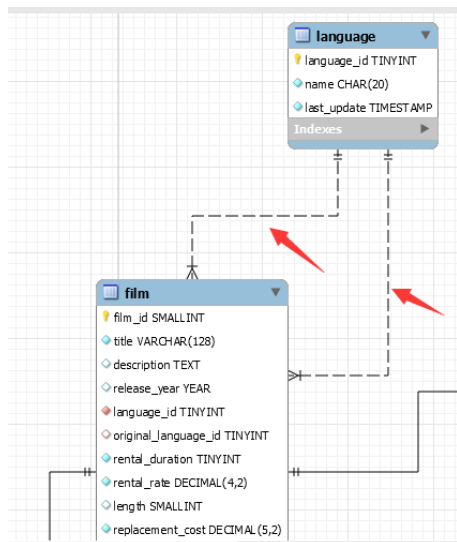 language
language_id TINYINT
name CHAR(20)
last_update TIMESTAMP
Indexes
film
film_id SMALLINT
title VARCHAR(128)
description TEXT
release_year YEAR
language_id TINYINT
original_language_id TINYINT
rental_duration TINYINT
rental_rate DECIMAL(4,2)
length SMALLINT
replacement_cost DECIMAL(5,2)